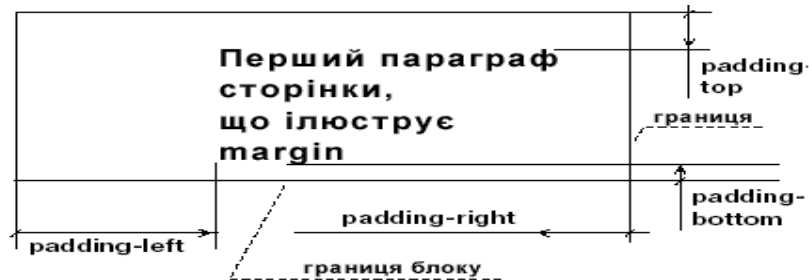 Перший параграф
сторінки,
що ілюструє
margin
padding-
top
границя
padding-
bottom
padding-right
padding-left
границя блоку